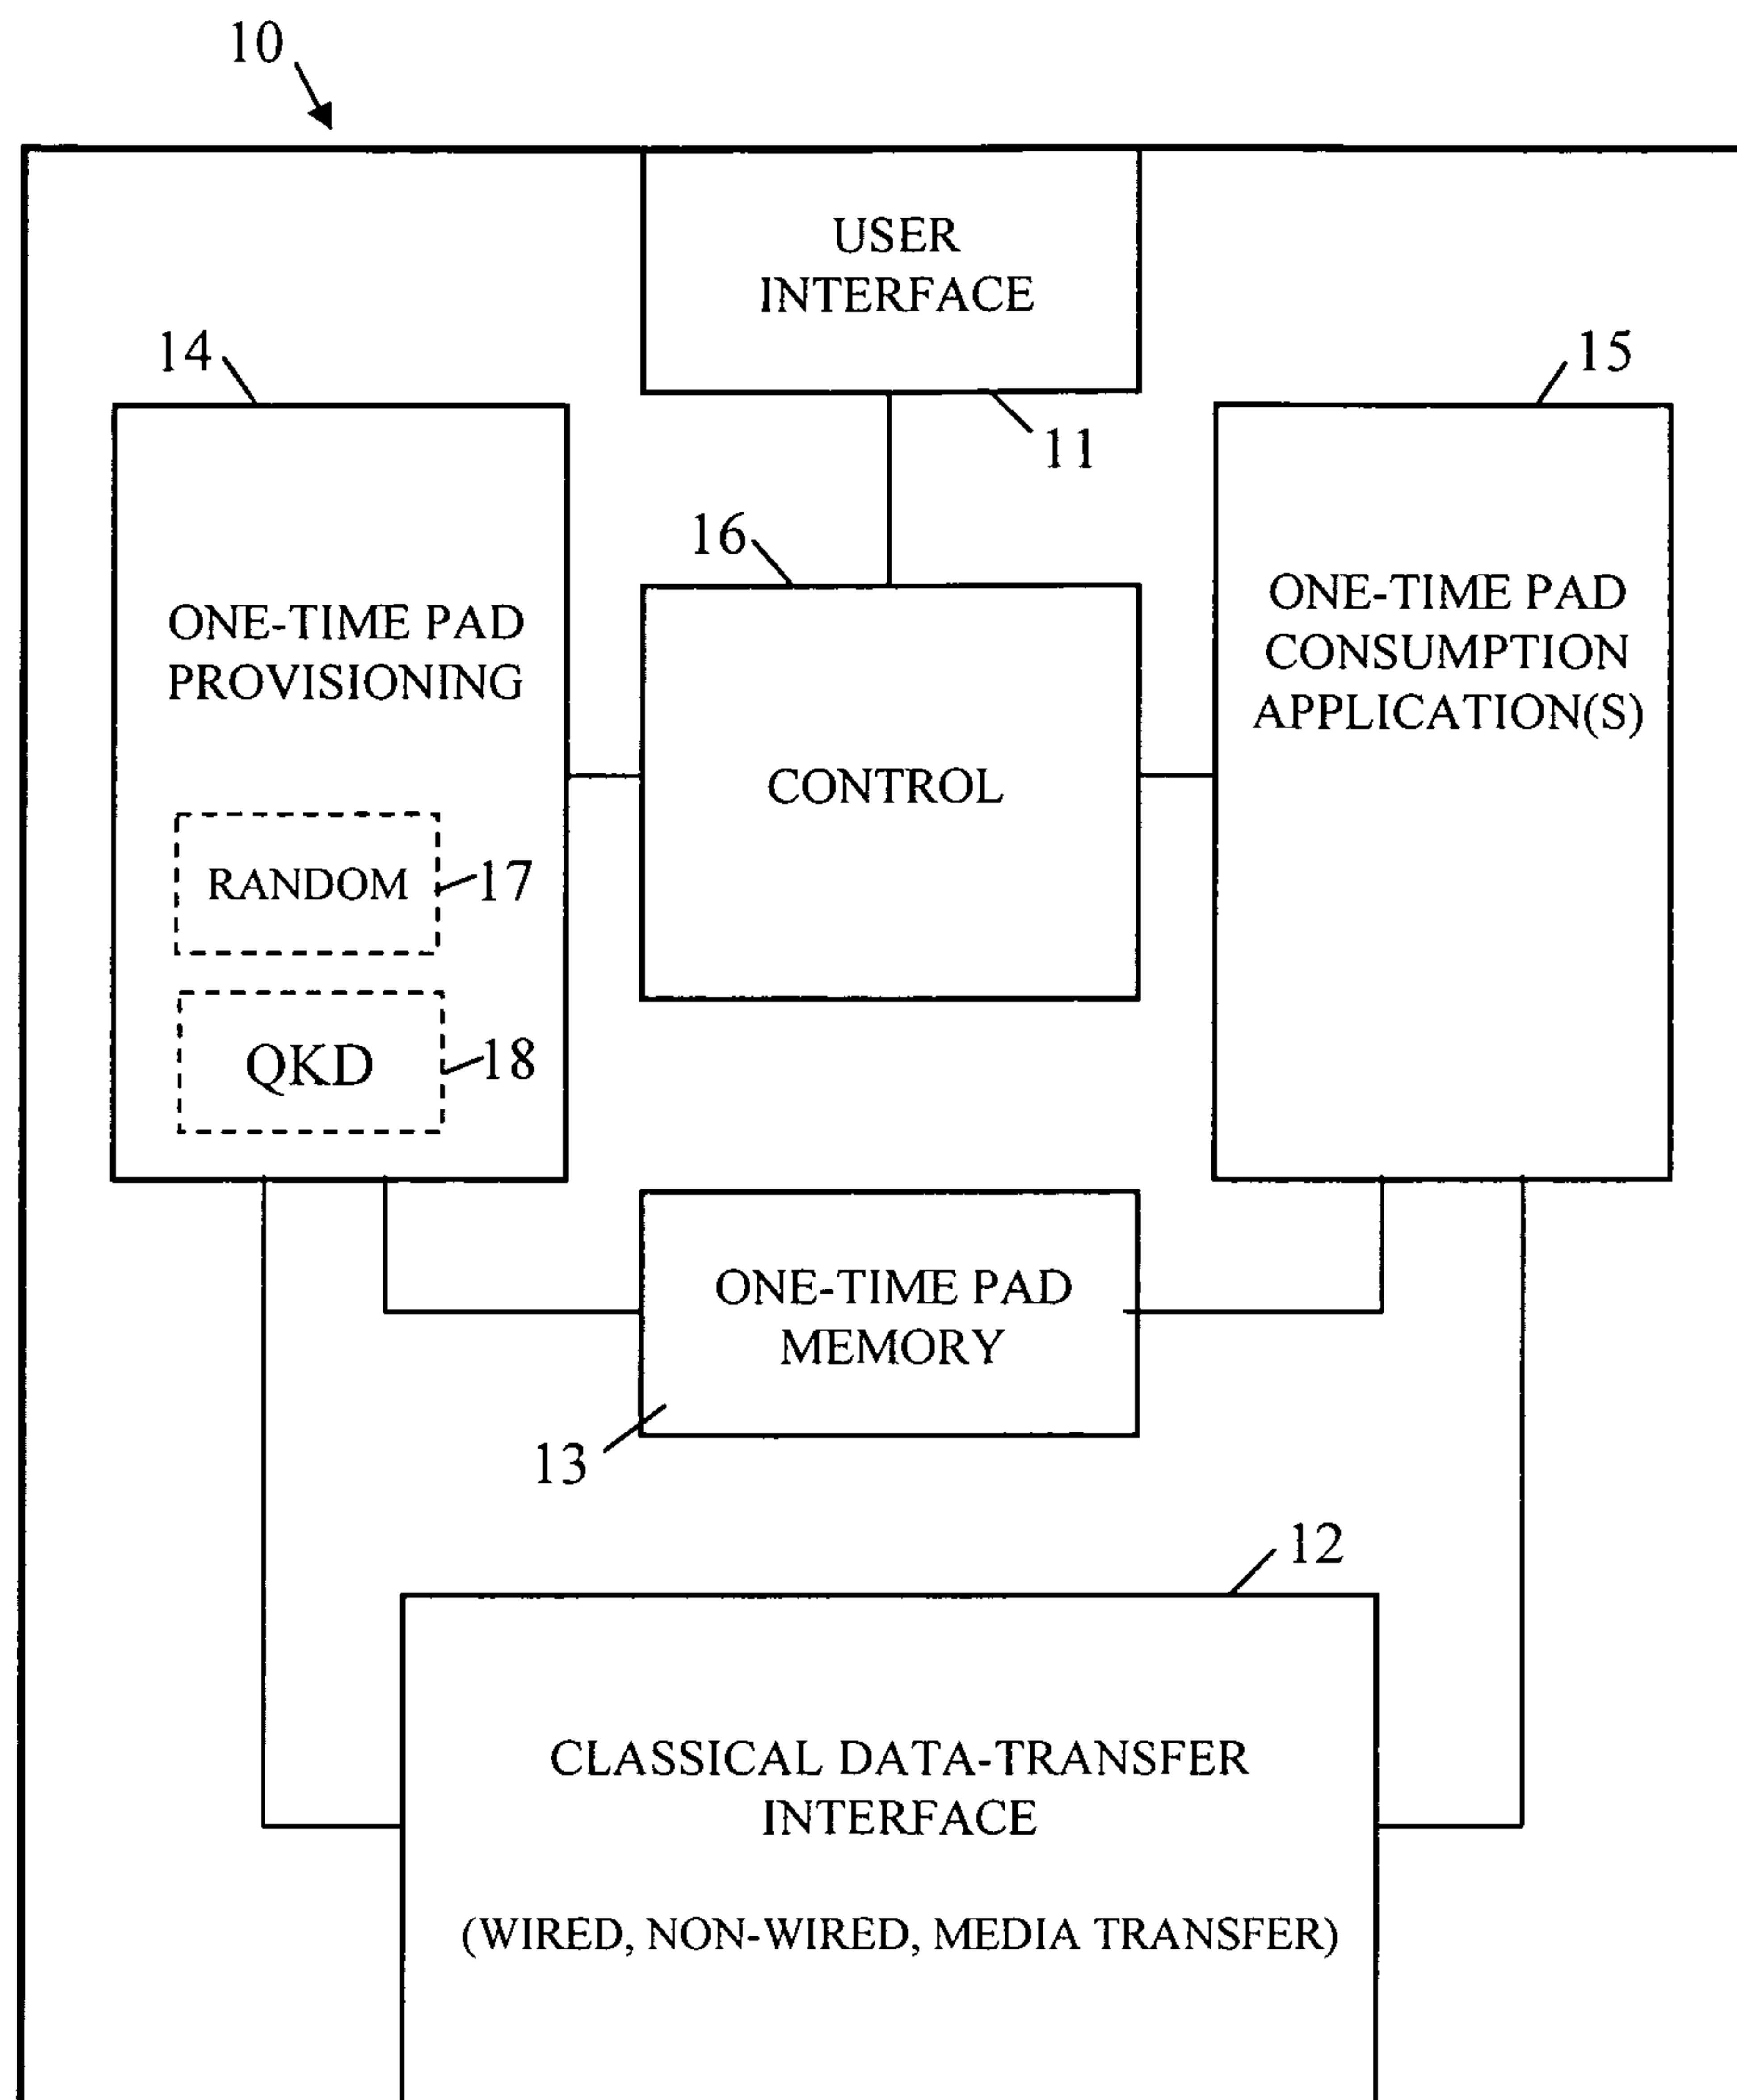 10
USER
INTERFACE
14
15
11
16
ONE-TIME PAD
PROVISIONING
ONE-TIME PAD
CONSUMPTION
APPLICATION(S)
CONTROL
RANDOM
17
QKD
18
ONE-TIME PAD
MEMORY
13
12
CLASSICAL DATA-TRANSFER
INTERFACE
(WIRED, NON-WIRED, MEDIA TRANSFER)